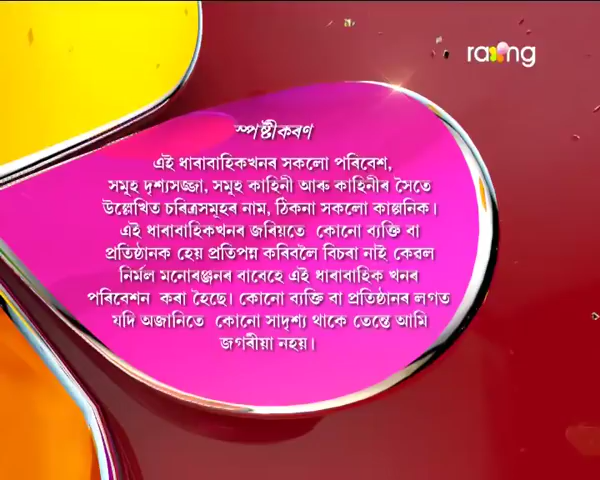 rang
স্পষ্টীকৰণ
এই ধাৰাবাহিকখনৰ সকলো পৰিবেশ,
সমূহ দৃশ্যসজ্জা, সমূহ কাহিনী আৰু কাহিনীৰ সৈতে
উল্লেখিত চৰিত্ৰসমূহৰ নাম, ঠিকনা সকলো কাল্পনিক।
এই ধাৰাবাহিকখনৰ জৰিয়তে কোনো ব্যক্তি বা
প্ৰতিষ্ঠানক হেয় প্ৰতিপন্ন কৰিবলৈ বিচৰা নাই কেৱল
নিৰ্মল মনোৰঞ্জনৰ বাবেহে এই ধাৰাবাহিক খনৰ
পৰিবেশন কৰা হৈছে। কোনো ব্যক্তি বা প্ৰতিষ্ঠানৰ লগত
যদি অজানিতে কোনো সাদৃশ্য থাকে তেন্তে আমি
জগৰীয়া নহয়।